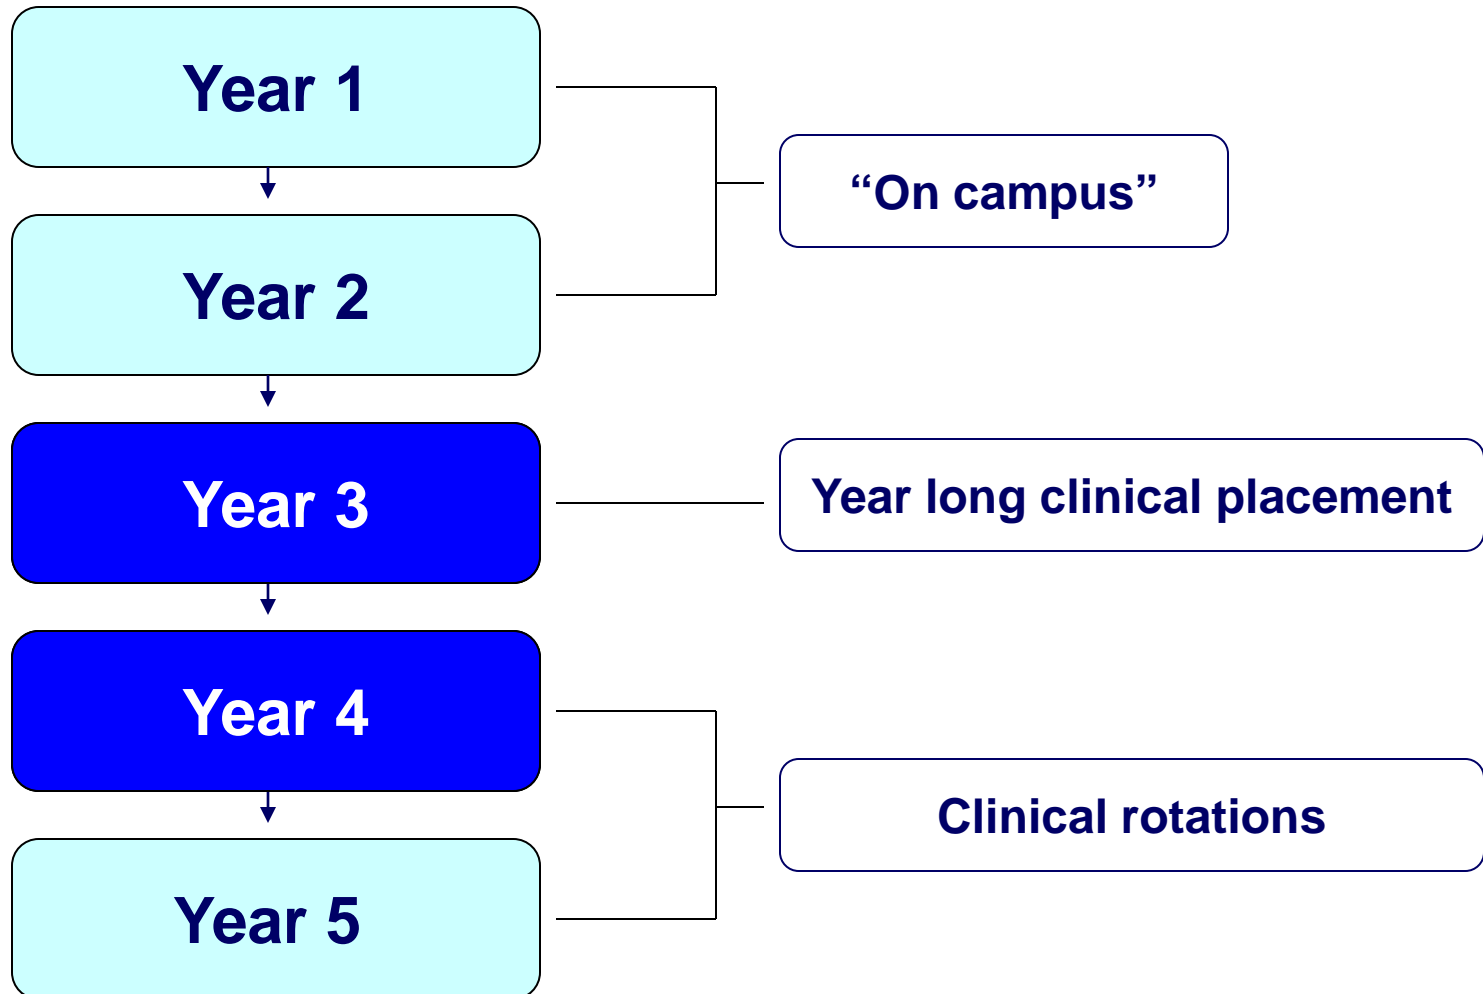 Year 1
“On campus”
Year 2
Year 3
Year long clinical placement
Year 4
Clinical rotations
Year 5